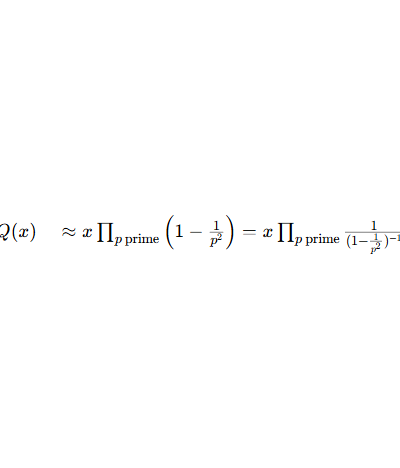 Q(x) ≈ x ∏_{p prime} (1 − 1/p²) = x ∏_{p prime} 1/(1−1/p²)⁻¹